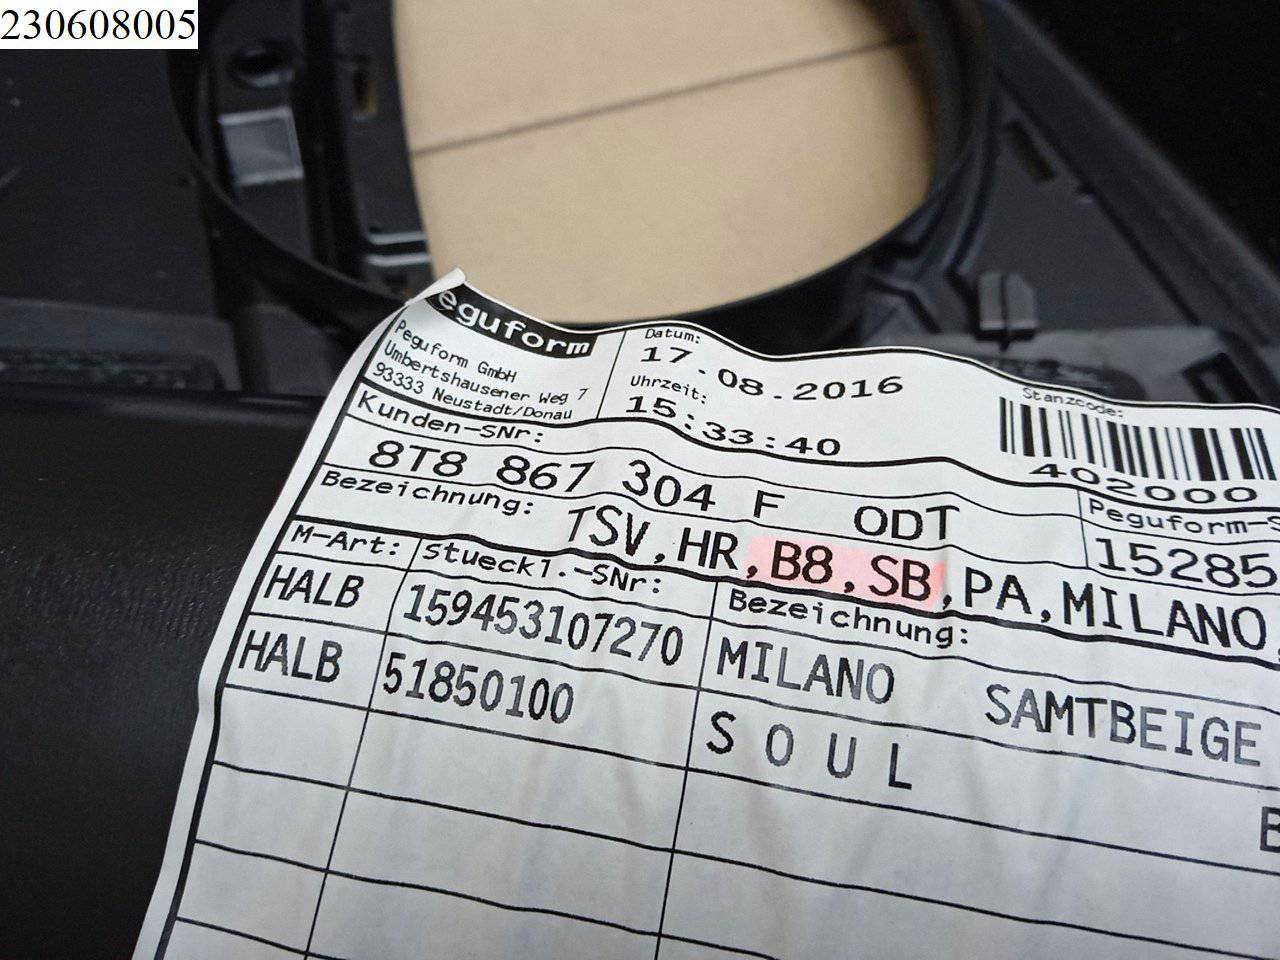 230608005
eguform
Peguform GmbH
Umbertshausener Weg 7
93333 Neustadt/Donau
Datum:
17.08.2016
Uhrzeit:
15:33:40
Stanzcode:
402000
Kunden-SNr:
8T8 867 304 F ODT
Peguform-S
15285
Bezeichnung:
TSV,HR,B8,SB,PA,MILANO,
M-Art: Stueckl.-SNr: Bezeichnung:
HALB 159453107270 MILANO SAMTBEIGE
HALB 51850100 SOUL B